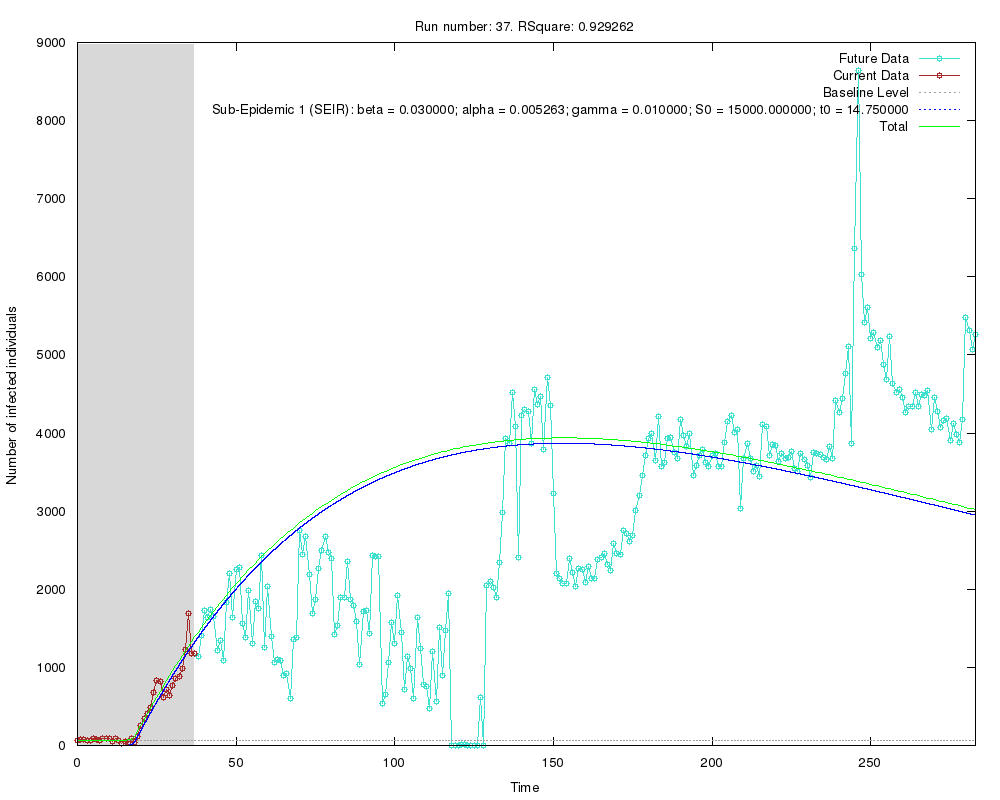 Run number: 37. RSquare: 0.929262
9000
8000
7000
6000
5000
4000
3000
2000
1000
0
Number of infected individuals
Future Data
Current Data
Baseline Level
Sub-Epidemic 1 (SEIR): beta = 0.030000; alpha = 0.005263; gamma = 0.010000; S0 = 15000.000000; t0 = 14.750000
Total
0 50 100 150 200 250
Time